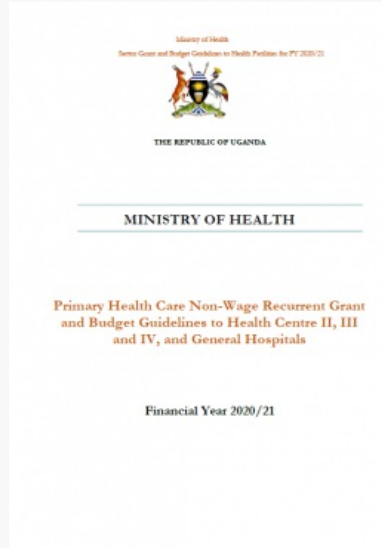 Ministry of Health
Sector Grant and Budget Guidelines to Health Facilities for FY 2020/21
THE REPUBLIC OF UGANDA
MINISTRY OF HEALTH
Primary Health Care Non-Wage Recurrent Grant
and Budget Guidelines to Health Centre II, III
and IV, and General Hospitals
Financial Year 2020/21